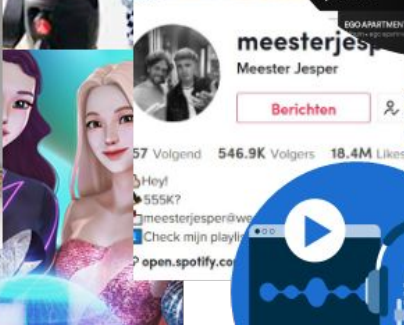 EGO APARTMENT
meesterjesp
Meester Jesper
Berichten
57 Volgend 546.9K Volgers 18.4M Likes
Hey!
555K?
meesterjesper@we
Check mijn playlis
open.spotify.co